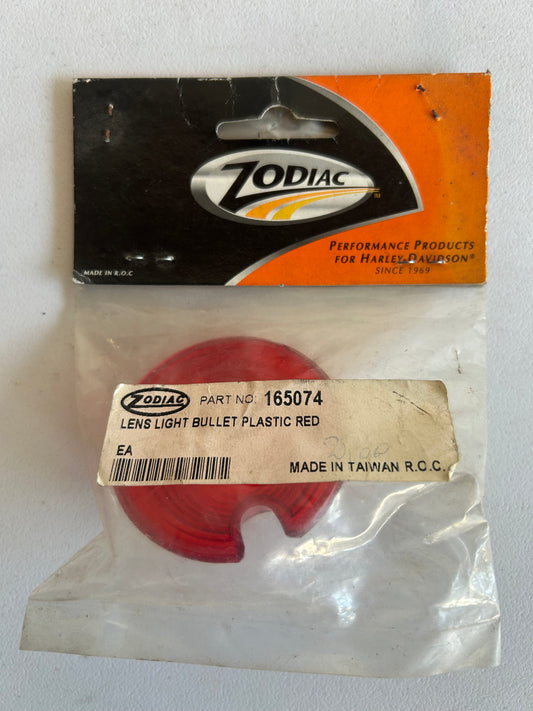 ZODIAC
PERFORMANCE PRODUCTS
FOR HARLEY-DAVIDSON®
SINCE 1969
MADE IN R.O.C
ZODIAC PART NO: 165074
LENS LIGHT BULLET PLASTIC RED
EA
MADE IN TAIWAN R.O.C.